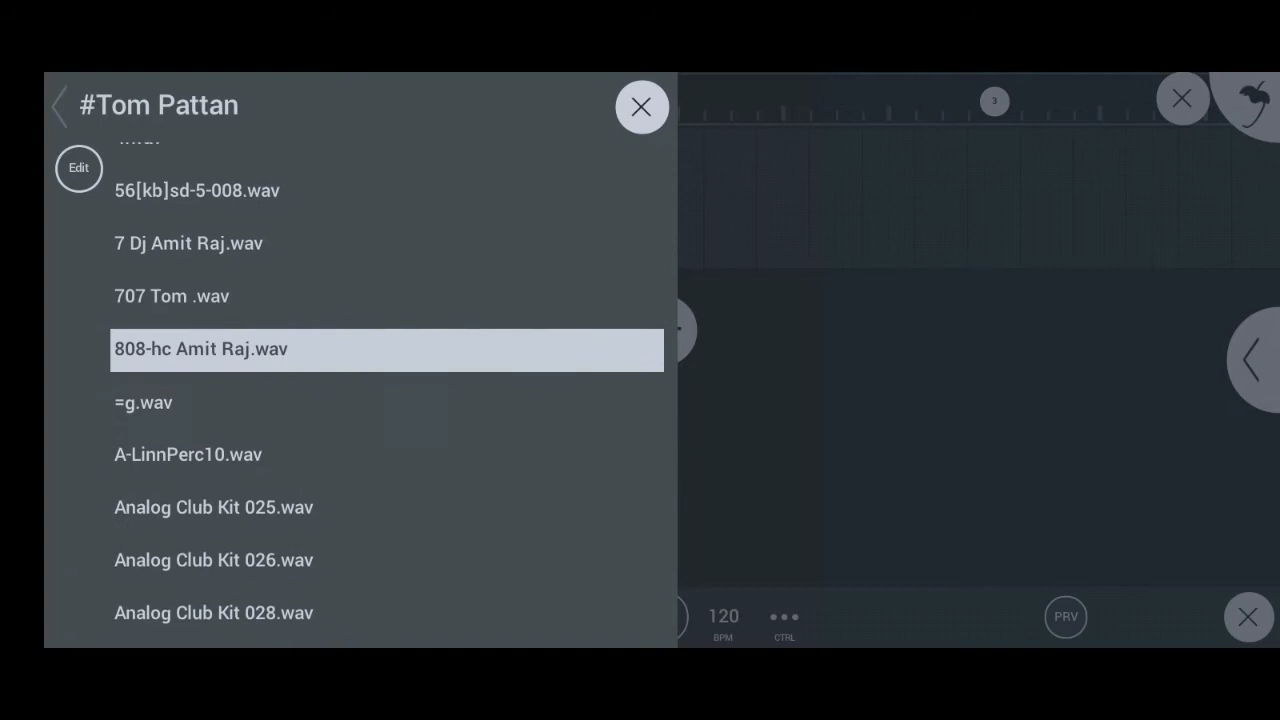 #Tom Pattan
3
Edit
56[kb]sd-5-008.wav
7 Dj Amit Raj.wav
707 Tom .wav
808-hc Amit Raj.wav
=g.wav
A-LinnPerc10.wav
Analog Club Kit 025.wav
Analog Club Kit 026.wav
Analog Club Kit 028.wav
120
BPM
CTRL
PRV